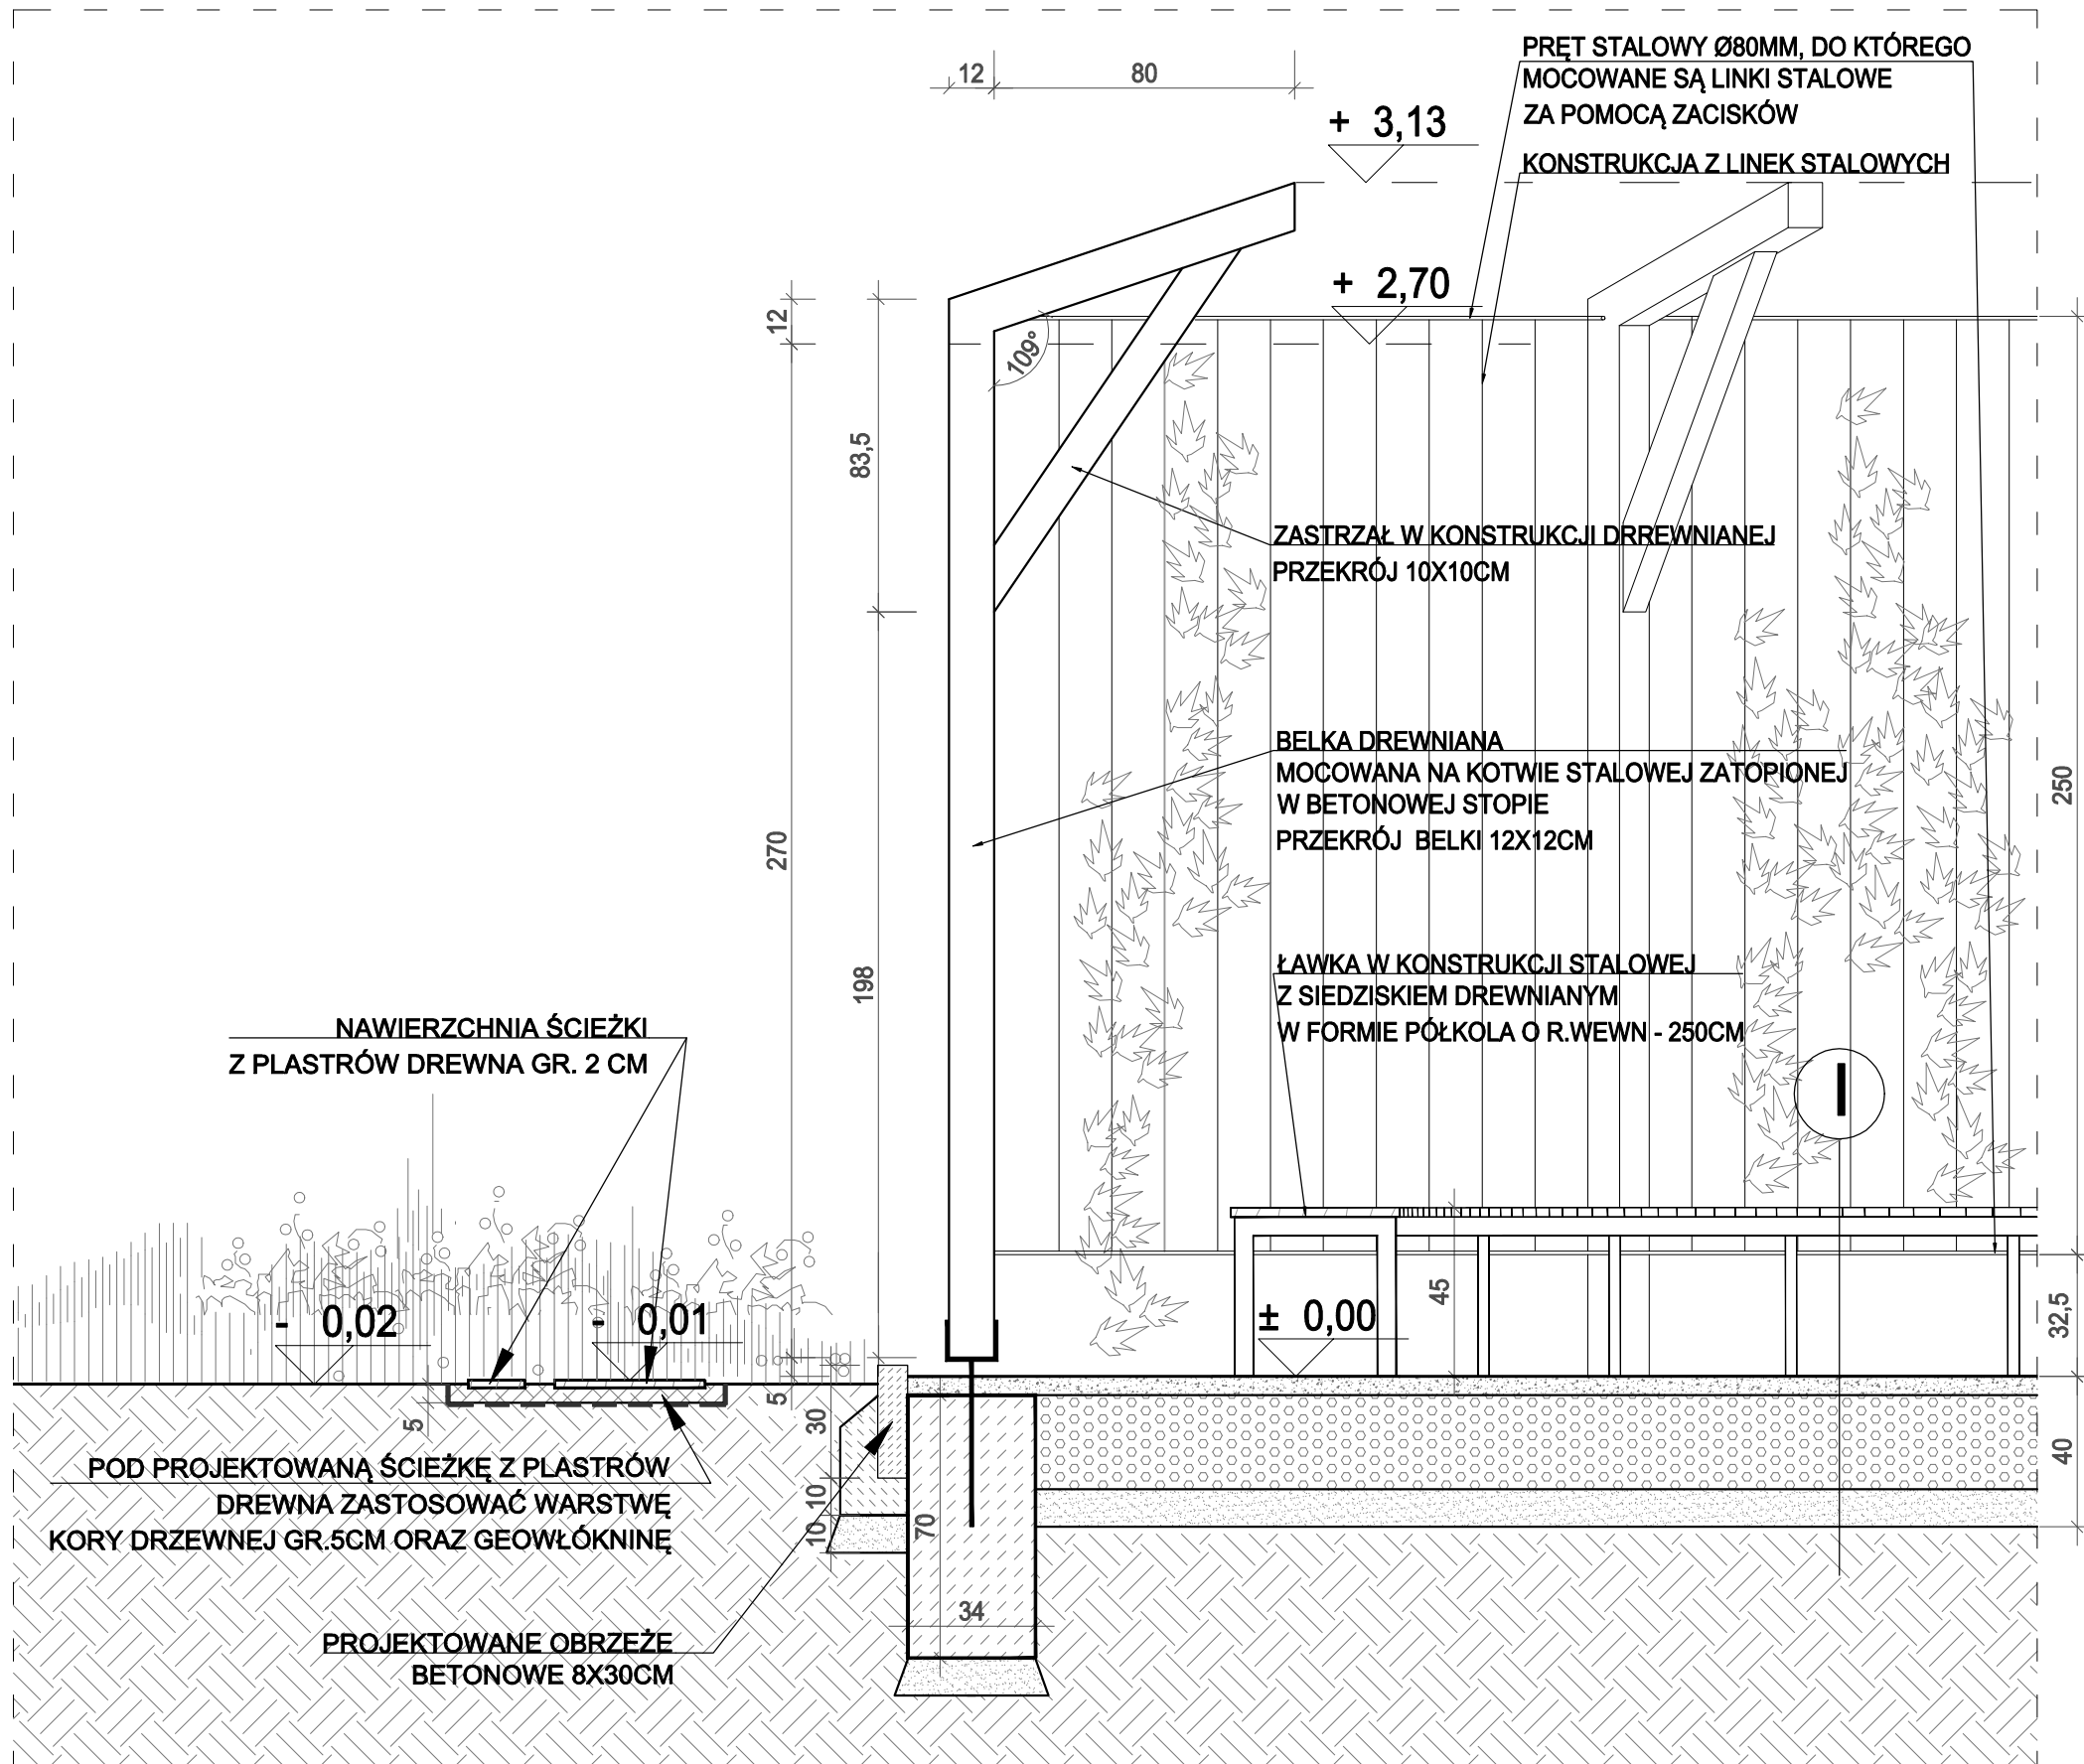 PRĘT STALOWY Ø80MM, DO KTÓREGO
MOCOWANE SĄ LINKI STALOWE
ZA POMOCĄ ZACISKÓW
KONSTRUKCJA Z LINEK STALOWYCH
12
80
+ 3,13
+ 2,70
12
109°
83,5
ZASTRZAŁ W KONSTRUKCJI DRREWNIANEJ
PRZEKRÓJ 10X10CM
BELKA DREWNIANA
MOCOWANA NA KOTWIE STALOWEJ ZATOPIONEJ
W BETONOWEJ STOPIE
PRZEKRÓJ BELKI 12X12CM
270
250
198
ŁAWKA W KONSTRUKCJI STALOWEJ
Z SIEDZISKIEM DREWNIANYM
W FORMIE PÓŁKOLA O R.WEWN - 250CM
NAWIERZCHNIA ŚCIEŻKI
Z PLASTRÓW DREWNA GR. 2 CM
I
- 0,02
- 0,01
± 0,00
45
32,5
5
5
30
10
10
70
40
34
POD PROJEKTOWANĄ ŚCIEŻKĘ Z PLASTRÓW
DREWNA ZASTOSOWAĆ WARSTWĘ
KORY DRZEWNEJ GR.5CM ORAZ GEOWŁÓKNINĘ
PROJEKTOWANE OBRZEŻE
BETONOWE 8X30CM